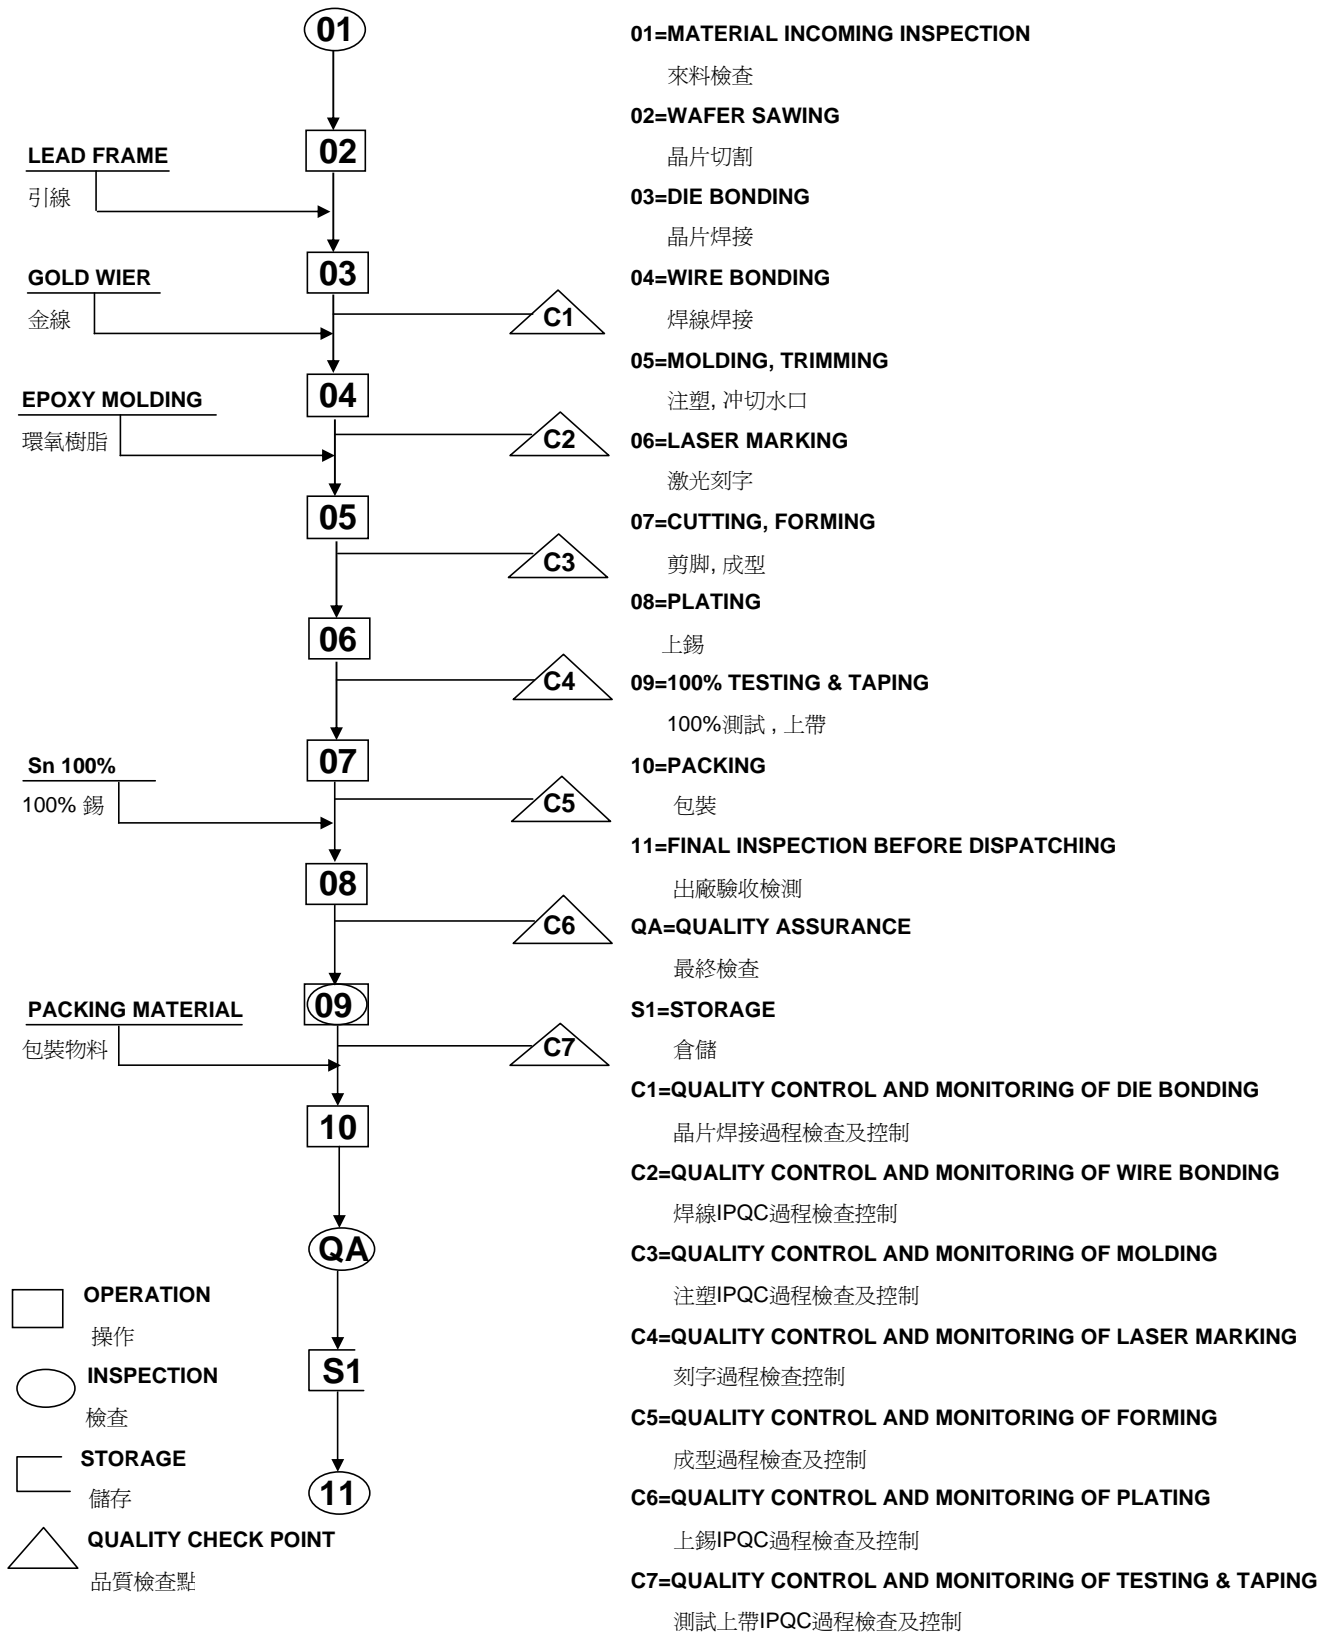 01
02
LEAD FRAME
引線
03
GOLD WIER
金線
C1
04
EPOXY MOLDING
環氧樹脂
C2
05
C3
06
C4
07
Sn 100%
100% 錫
C5
08
C6
09
PACKING MATERIAL
包裝物料
C7
10
QA
S1
11
OPERATION
操作
INSPECTION
檢查
STORAGE
儲存
QUALITY CHECK POINT
品質檢查點
01=MATERIAL INCOMING INSPECTION
來料檢查
02=WAFER SAWING
晶片切割
03=DIE BONDING
晶片焊接
04=WIRE BONDING
焊線焊接
05=MOLDING, TRIMMING
注塑, 冲切水口
06=LASER MARKING
激光刻字
07=CUTTING, FORMING
剪脚, 成型
08=PLATING
上錫
09=100% TESTING & TAPING
100%測試 , 上帶
10=PACKING
包裝
11=FINAL INSPECTION BEFORE DISPATCHING
出廠驗收檢測
QA=QUALITY ASSURANCE
最終檢查
S1=STORAGE
倉儲
C1=QUALITY CONTROL AND MONITORING OF DIE BONDING
晶片焊接過程檢查及控制
C2=QUALITY CONTROL AND MONITORING OF WIRE BONDING
焊線IPQC過程檢查控制
C3=QUALITY CONTROL AND MONITORING OF MOLDING
注塑IPQC過程檢查及控制
C4=QUALITY CONTROL AND MONITORING OF LASER MARKING
刻字過程檢查控制
C5=QUALITY CONTROL AND MONITORING OF FORMING
成型過程檢查及控制
C6=QUALITY CONTROL AND MONITORING OF PLATING
上錫IPQC過程檢查及控制
C7=QUALITY CONTROL AND MONITORING OF TESTING & TAPING
測試上帶IPQC過程檢查及控制